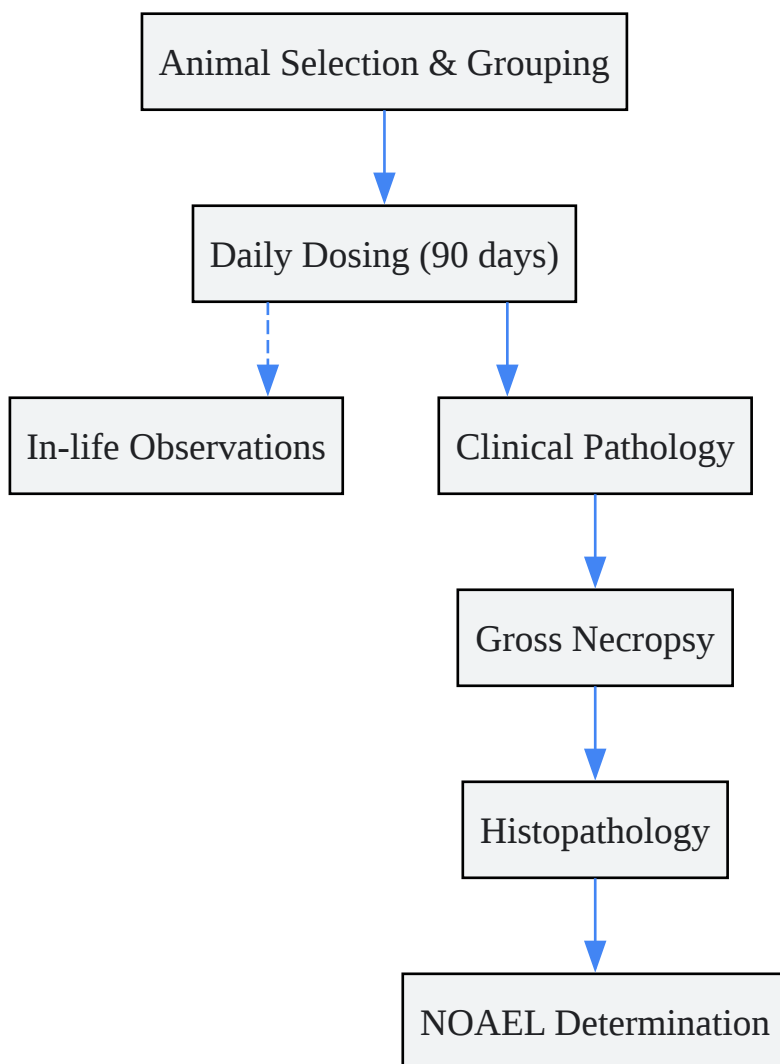 Animal Selection & Grouping
Daily Dosing (90 days)
In-life Observations
Clinical Pathology
Gross Necropsy
Histopathology
NOAEL Determination